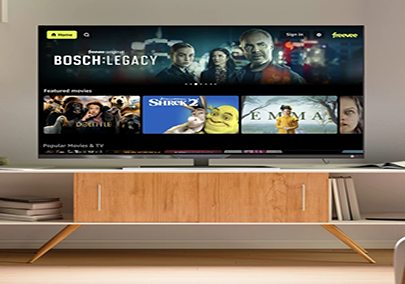 Home
Sign in
freevee
freevee original
BOSCH:LEGACY
Featured movies
DOLITTLE
SHREK 2
EMMA.
Popular Movies & TV